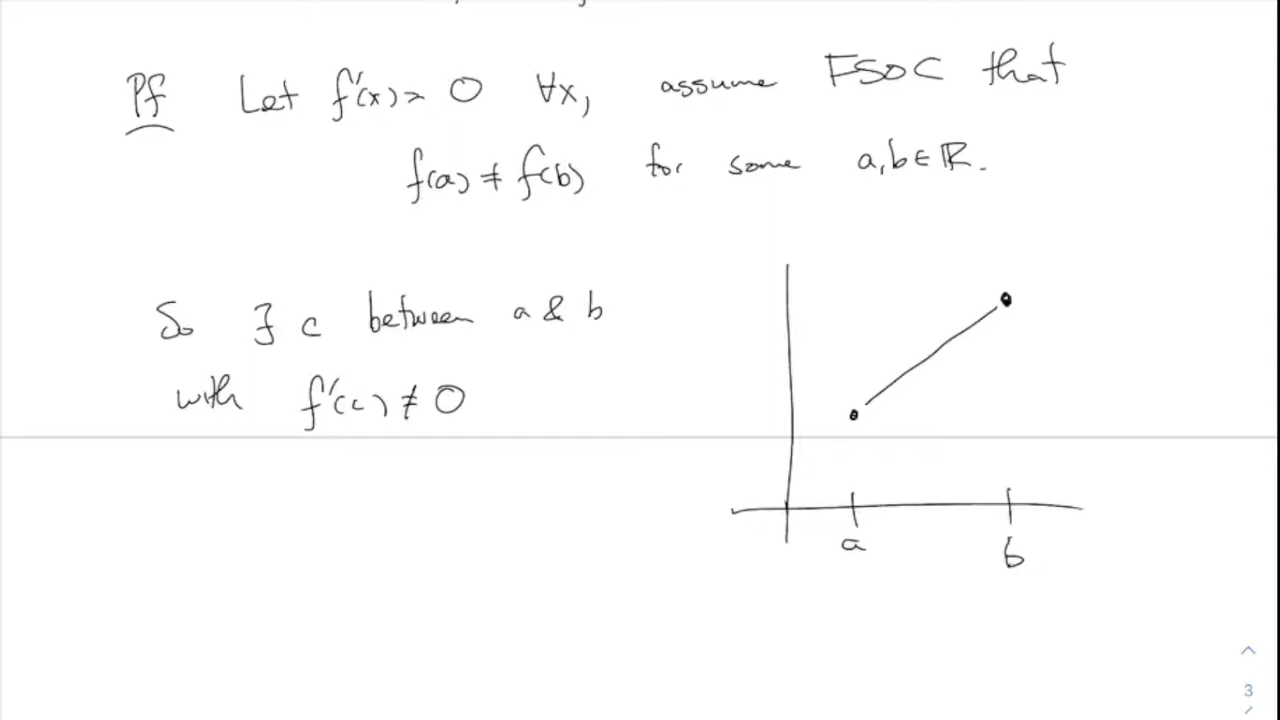 Pf Let f'(x) = 0 ∀x, assume FSOC that
f(a) ≠ f(b) for some a, b ∈ ℝ.
So ∃ c between a & b
with f'(c) ≠ 0
a
b
3